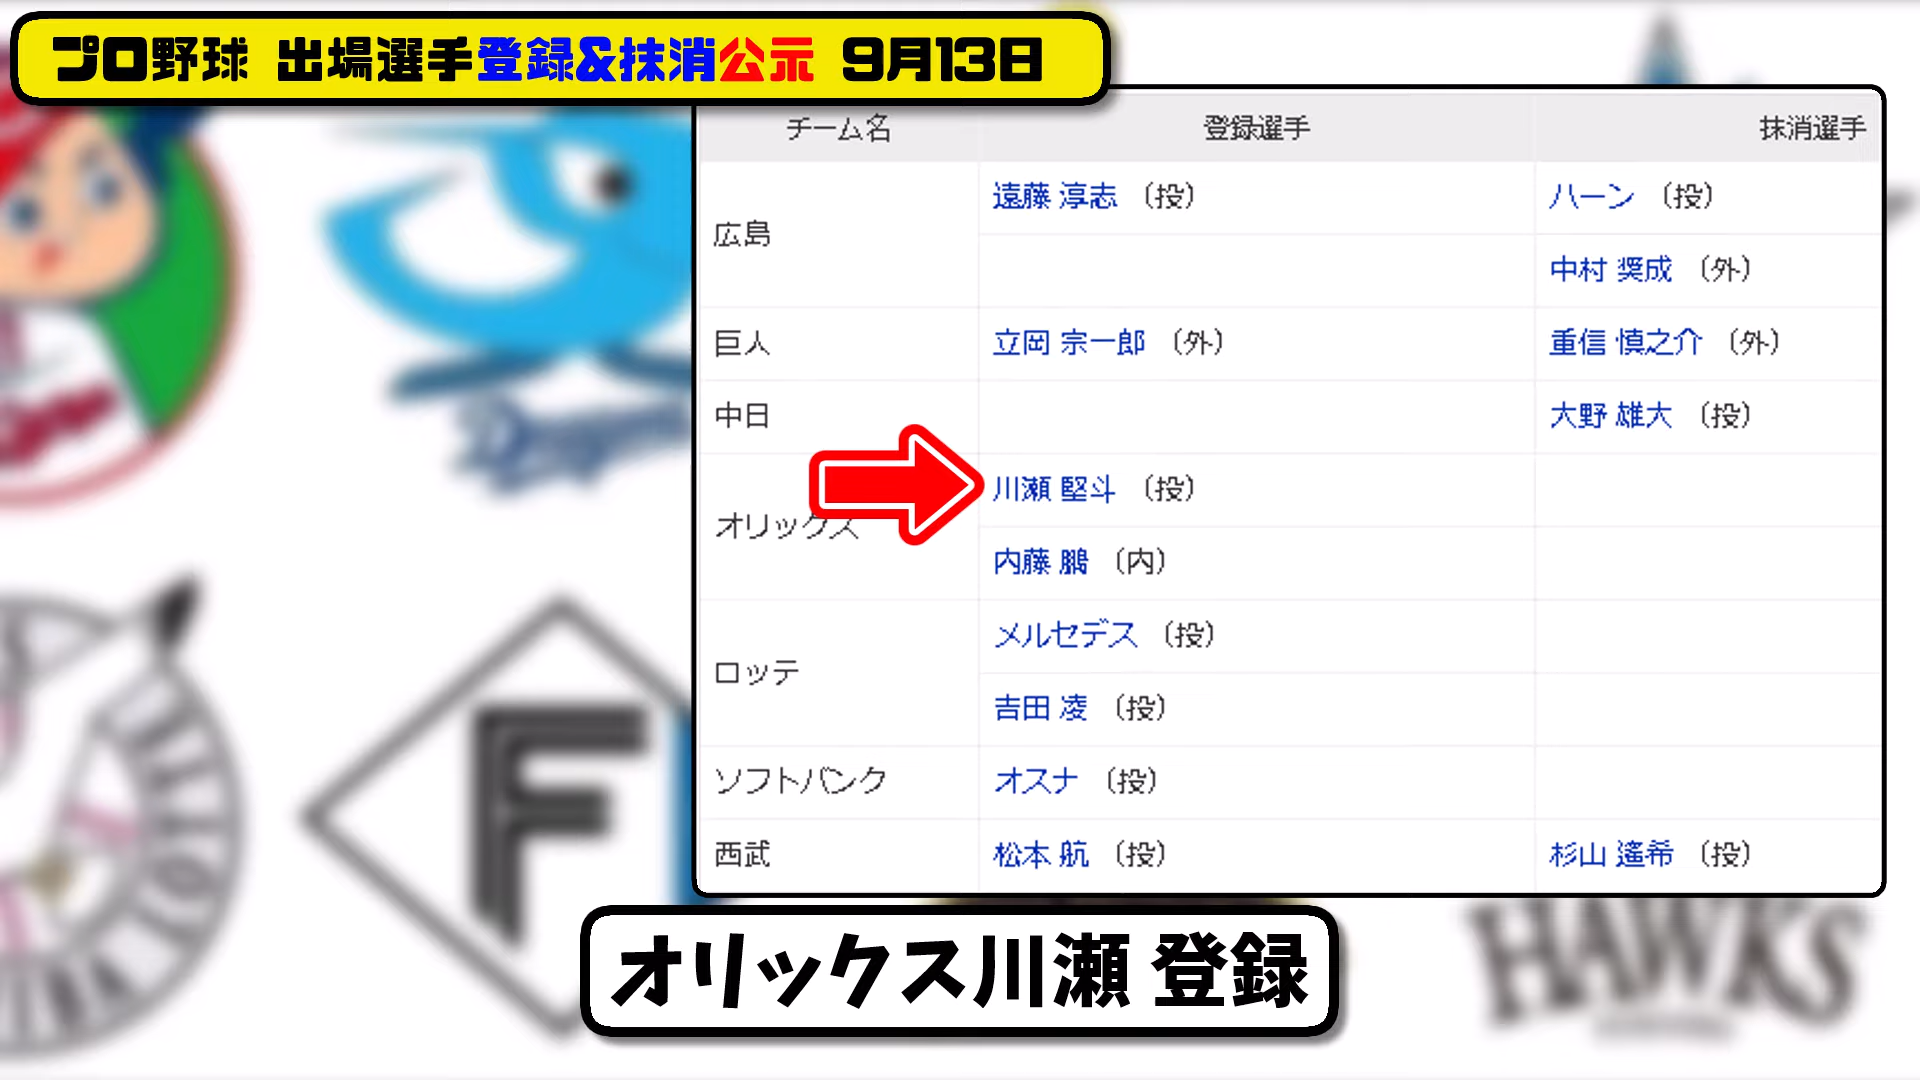 プロ野球 出場選手登録&抹消公示 9月13日
チーム名 登録選手 抹消選手
広島 遠藤 淳志 (投) ハーン (投)
中村 奨成 (外)
巨人 立岡 宗一郎 (外) 重信 慎之介 (外)
中日 大野 雄大 (投)
オリックス 川瀬 堅斗 (投)
内藤 鵬 (内)
ロッテ メルセデス (投)
吉田 凌 (投)
ソフトバンク オスナ (投)
西武 松本 航 (投) 杉山 遙希 (投)
オリックス川瀬 登録
F
HAWKS